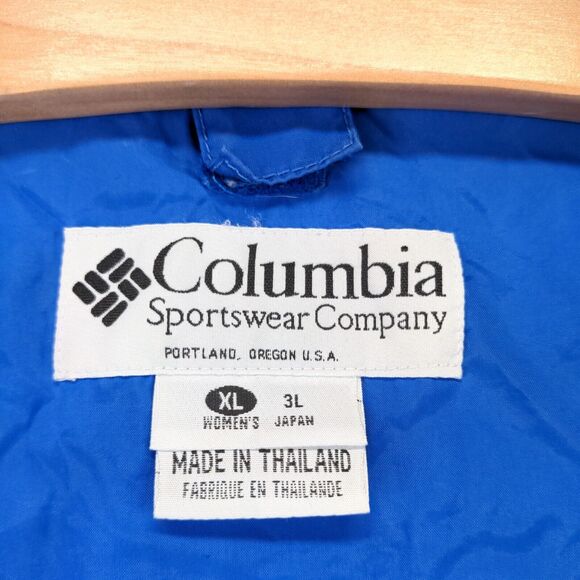 Columbia
Sportswear Company
PORTLAND, OREGON U.S.A.
XL 3L
WOMEN'S JAPAN
MADE IN THAILAND
FABRIQUE EN THAILANDE